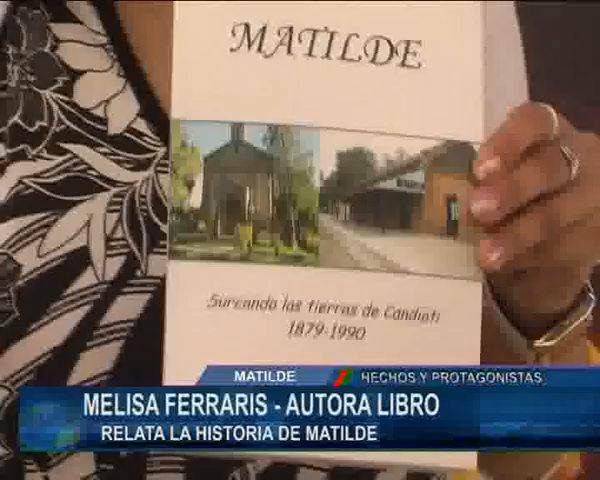 MATILDE
Surcando las tierras de Candioti
1879-1990
MATILDE
HECHOS Y PROTAGONISTAS
MELISA FERRARIS - AUTORA LIBRO
RELATA LA HISTORIA DE MATILDE